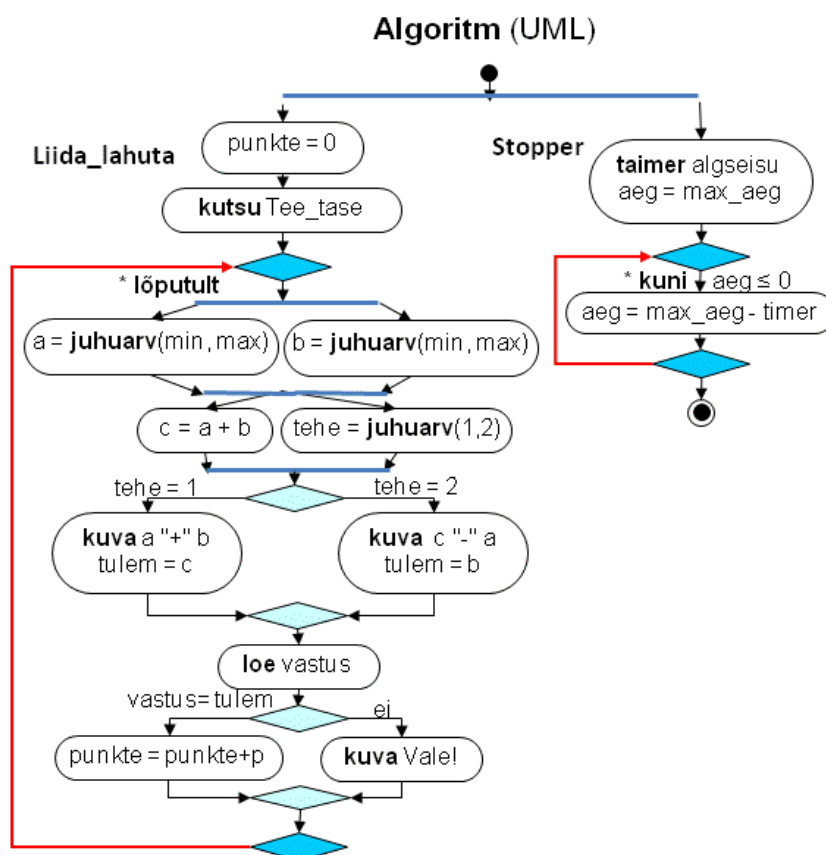 Algoritm (UML)
Liida_lahuta
punkte = 0
kutsu Tee_tase
* lõputult
a = juhuarv(min, max)
b = juhuarv(min, max)
c = a + b
tehe = juhuarv(1,2)
tehe = 1
tehe = 2
kuva a "+" b
tulem = c
kuva c "-" a
tulem = b
loe vastus
vastus= tulem
ei
punkte = punkte+p
kuva Vale!
Stopper
taimer algseisu
aeg = max_aeg
* kuni aeg ≤ 0
aeg = max_aeg - timer